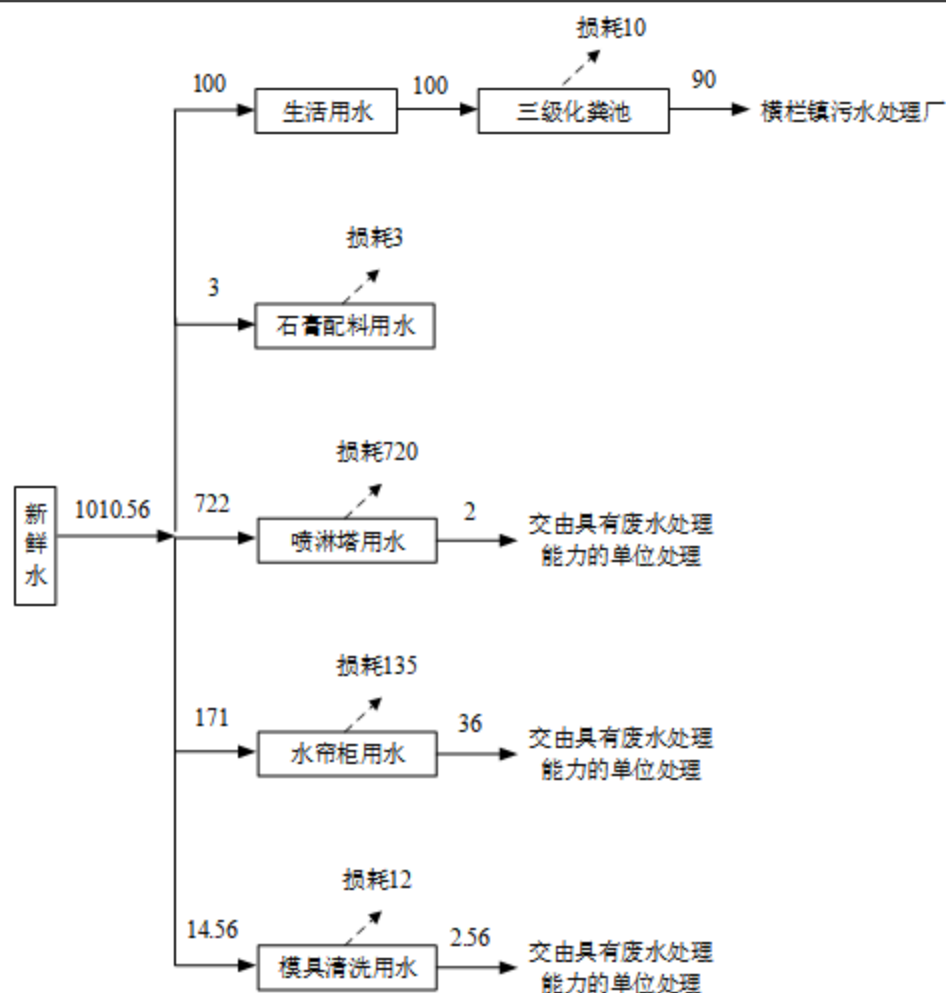 损耗10
100
100
90
生活用水
三级化粪池
横栏镇污水处理厂
损耗3
3
石膏配料用水
损耗720
新鲜水
1010.56
722
2
喷淋塔用水
交由具有废水处理
能力的单位处理
损耗135
171
36
水帘柜用水
交由具有废水处理
能力的单位处理
损耗12
14.56
2.56
模具清洗用水
交由具有废水处理
能力的单位处理